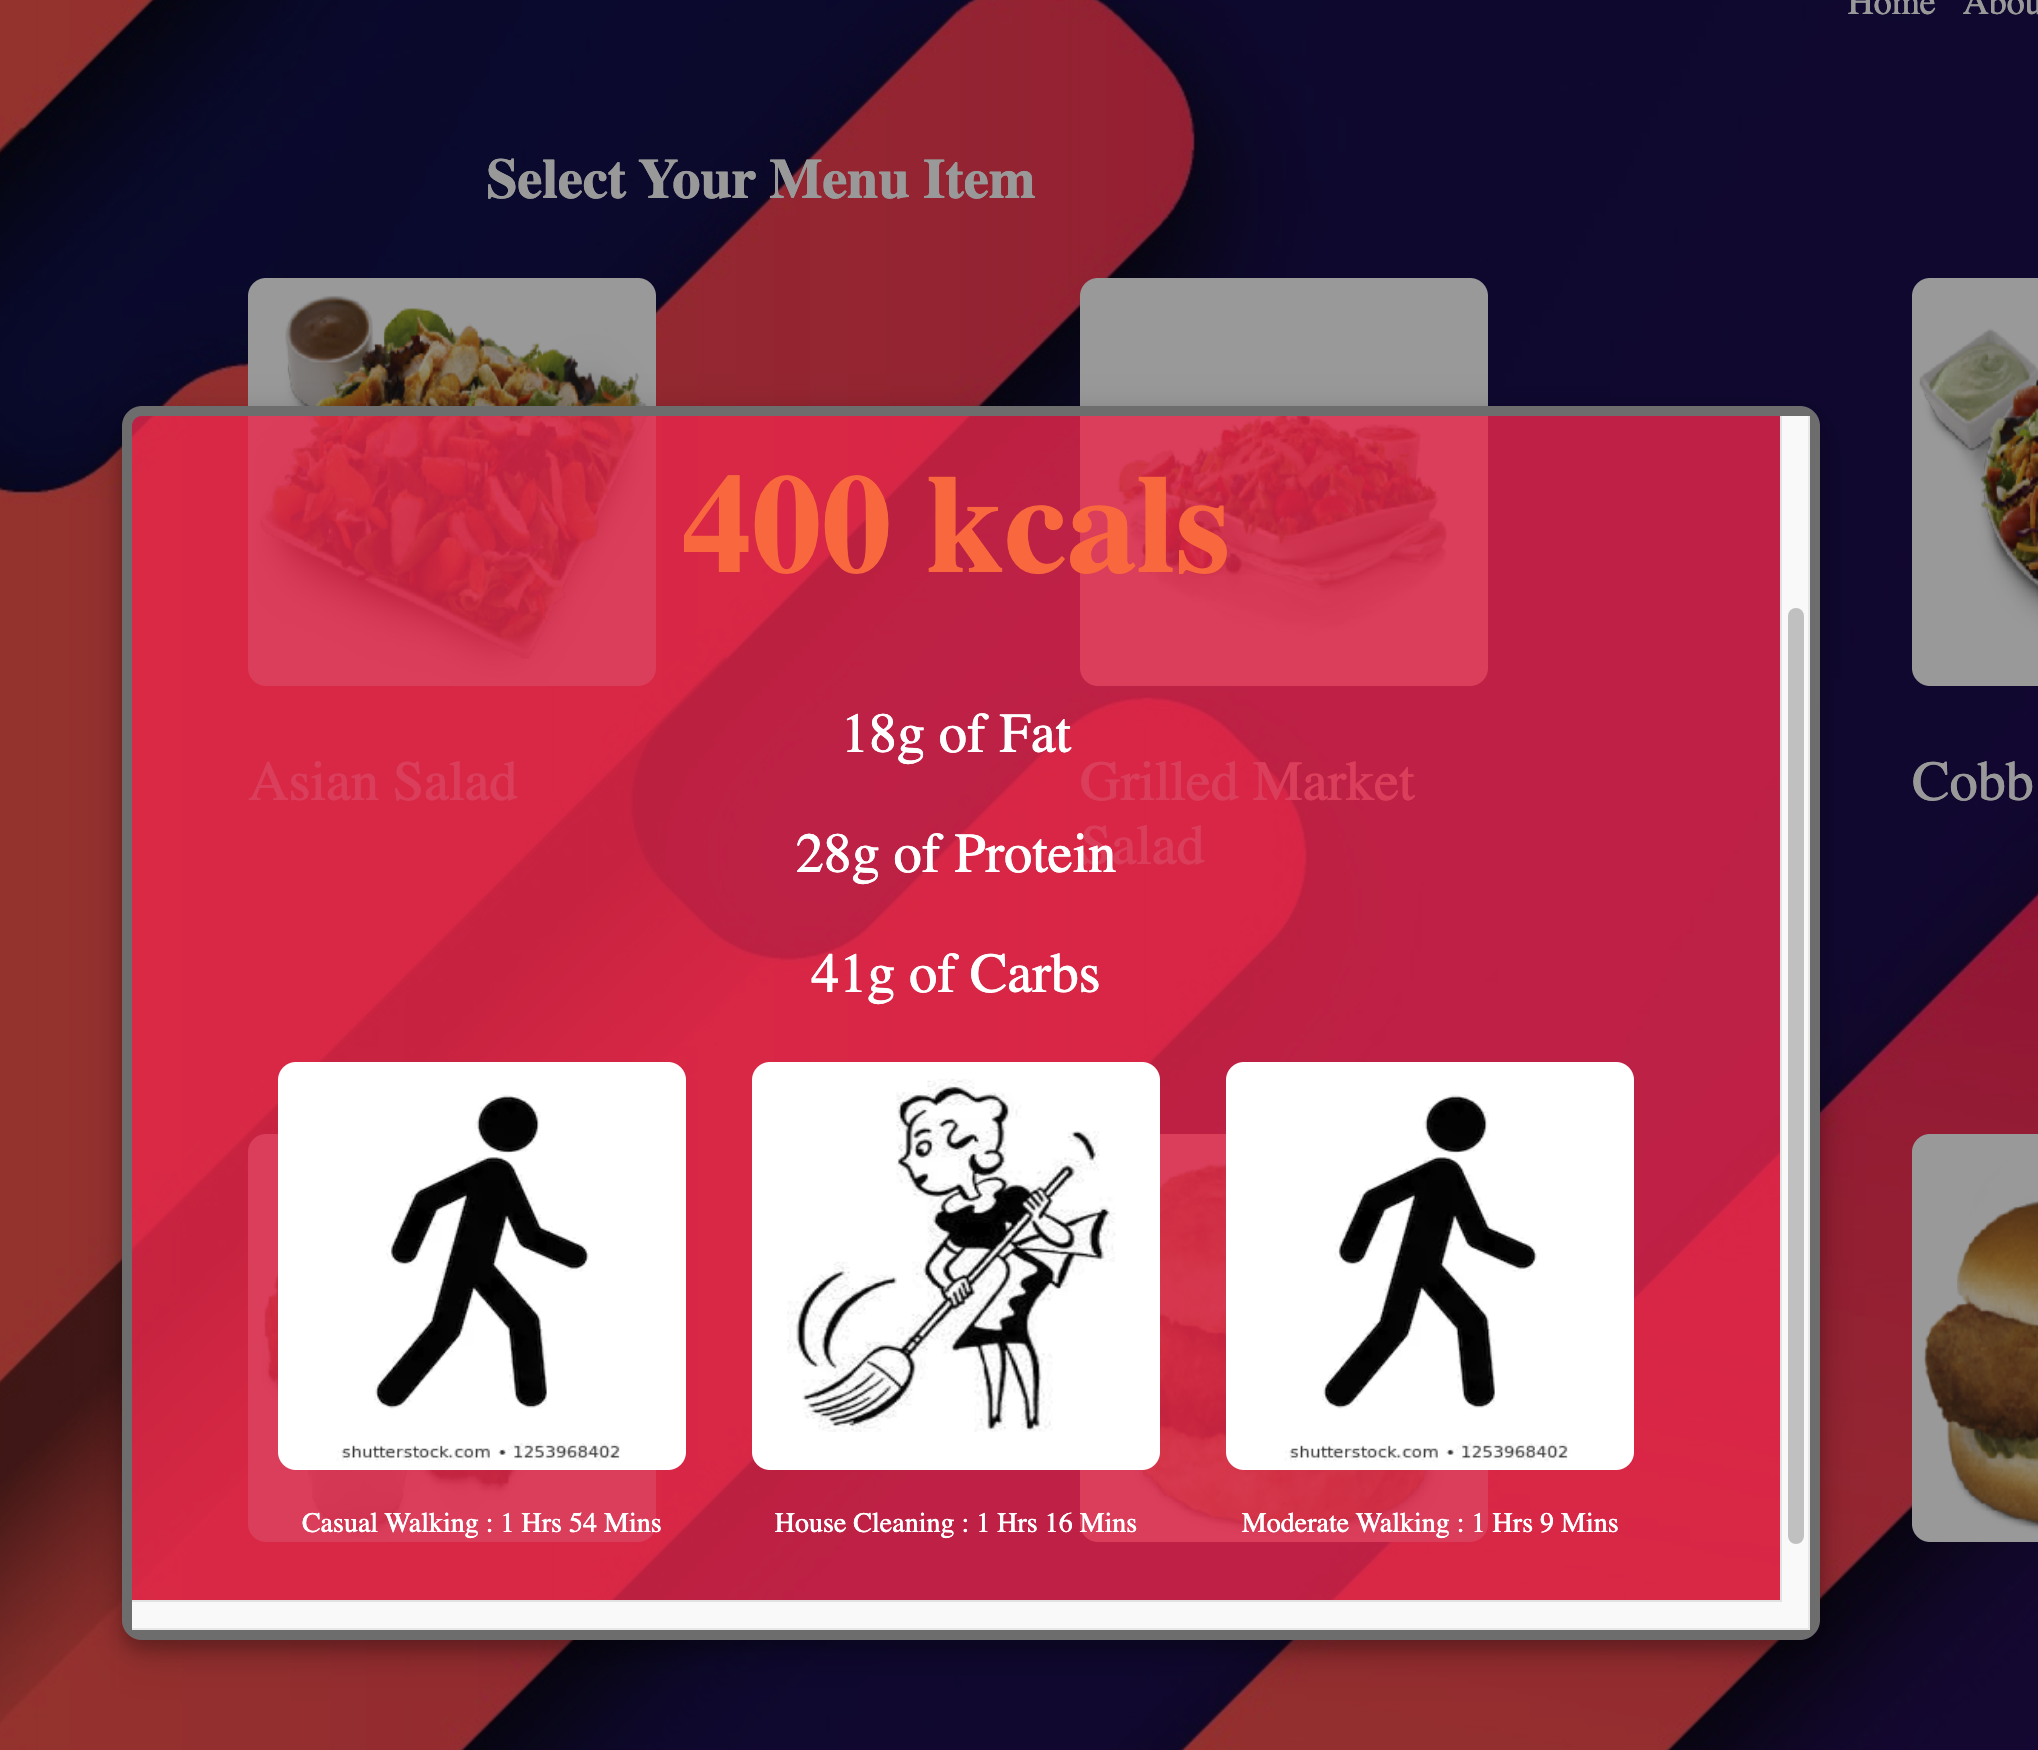 Home Abou
Select Your Menu Item
400 kcals
18g of Fat
Asian Salad
Grilled Market
Salad
Cobb
28g of Protein
41g of Carbs
shutterstock.com • 1253968402
shutterstock.com • 1253968402
Casual Walking : 1 Hrs 54 Mins
House Cleaning : 1 Hrs 16 Mins
Moderate Walking : 1 Hrs 9 Mins